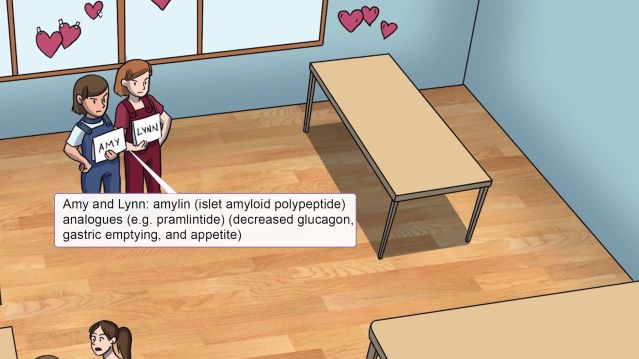 AMY
LYNN
Amy and Lynn: amylin (islet amyloid polypeptide)
analogues (e.g. pramlintide) (decreased glucagon,
gastric emptying, and appetite)